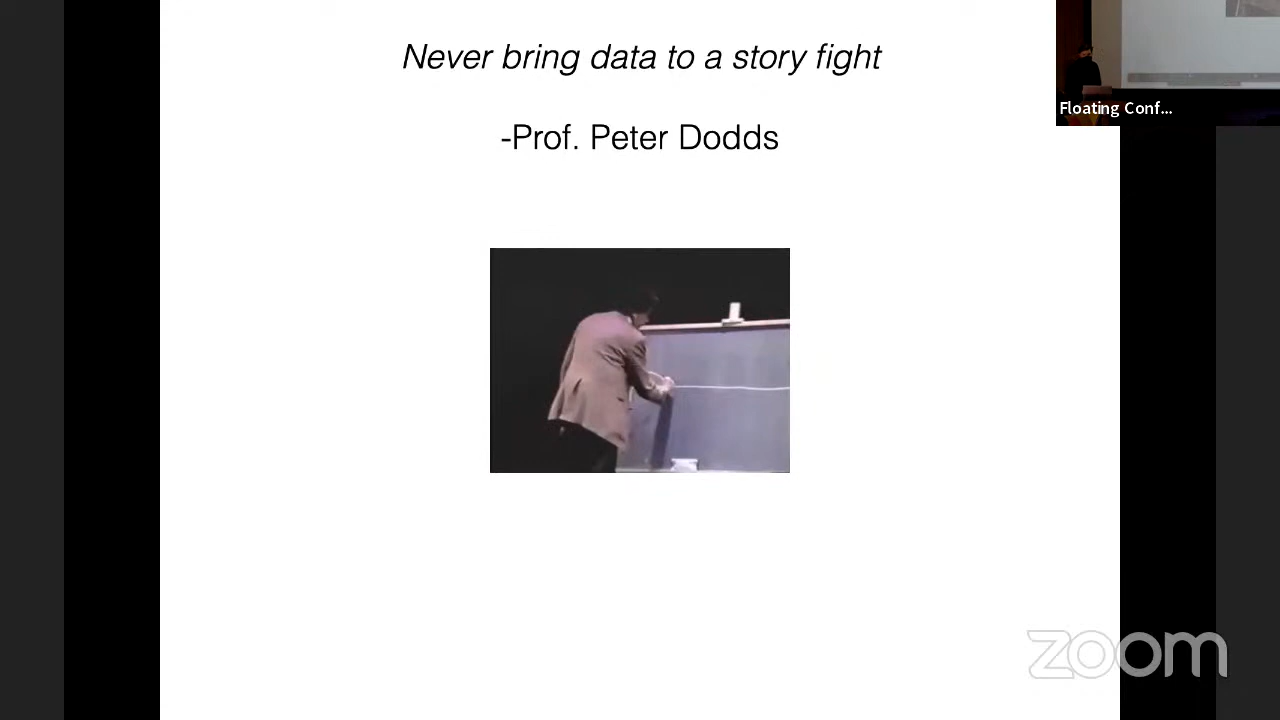 Never bring data to a story fight
-Prof. Peter Dodds
Floating Conf...
zoom